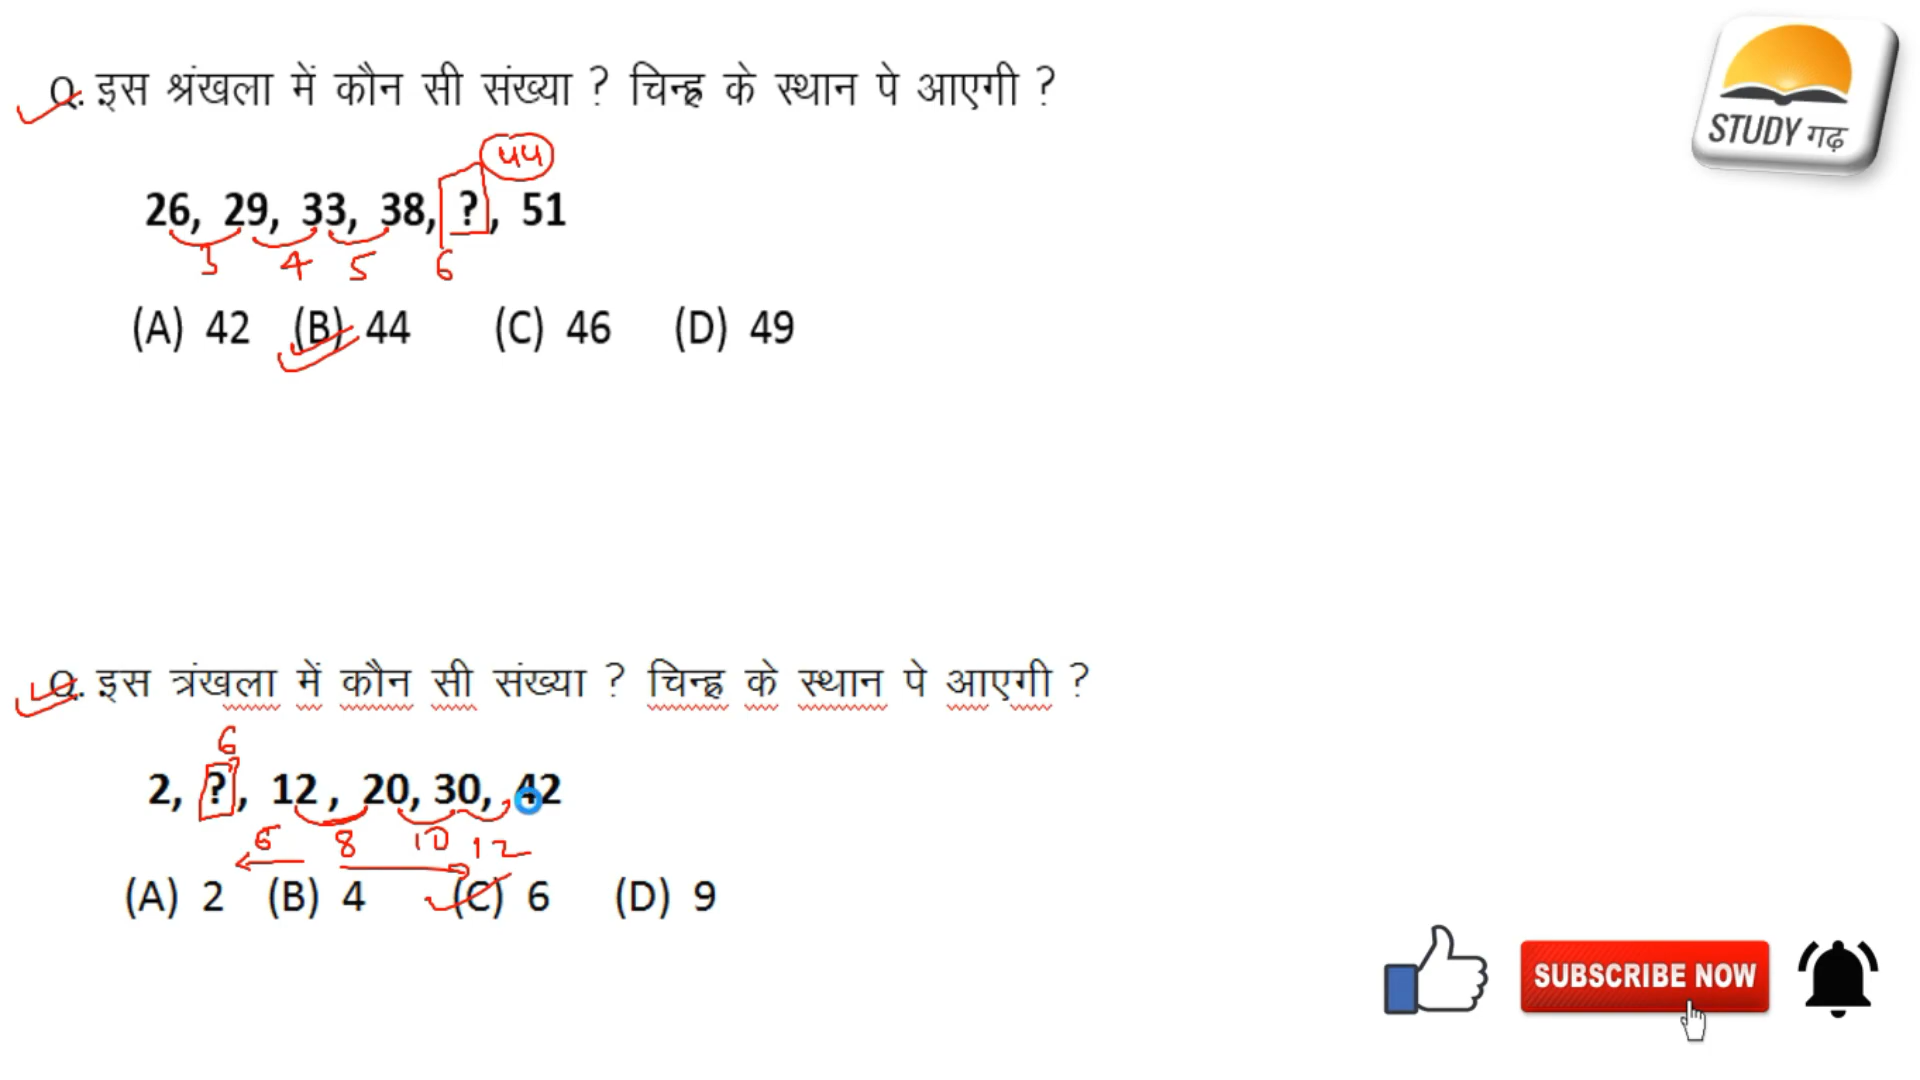 Q. इस श्रंखला में कौन सी संख्या ? चिन्ह्र के स्थान पे आएगी ?
STUDY गढ़
44
26, 29, 33, 38, ?, 51
3 4 5 6
(A) 42 (B) 44 (C) 46 (D) 49
Q. इस त्रंखला में कौन सी संख्या ? चिन्ह्र के स्थान पे आएगी ?
6
2, ?, 12 , 20, 30, 42
6 8 10 12
(A) 2 (B) 4 (C) 6 (D) 9
SUBSCRIBE NOW